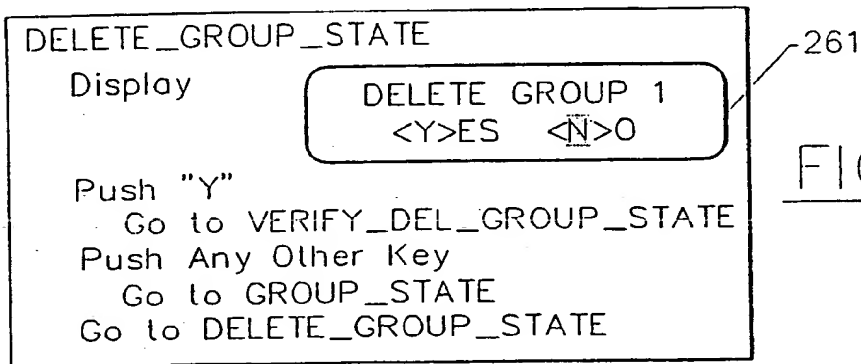 DELETE_GROUP_STATE
261
Display
DELETE GROUP 1
<Y>ES <N>O
Push "Y"
Go to VERIFY_DEL_GROUP_STATE
Push Any Other Key
Go to GROUP_STATE
Go to DELETE_GROUP_STATE